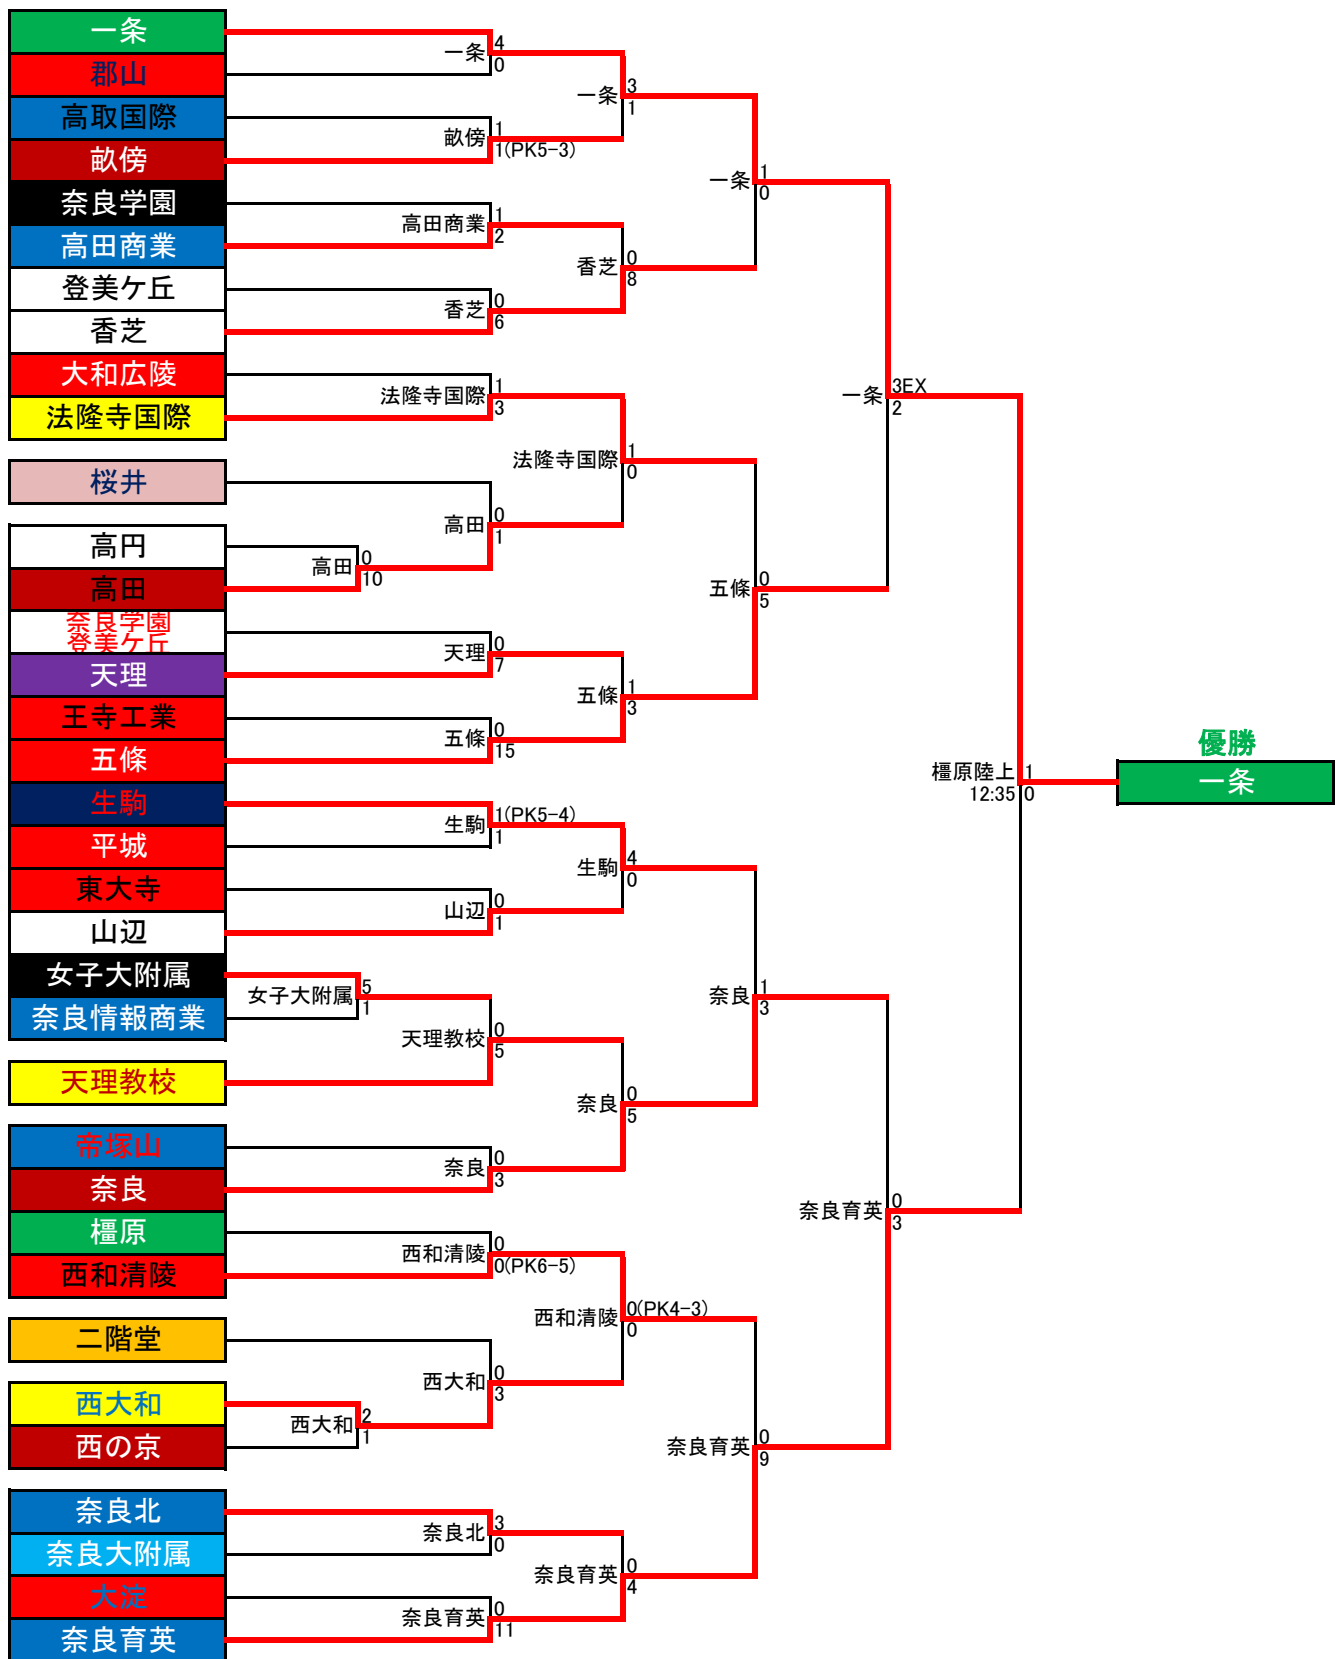 一条
郡山
高取国際
畝傍
奈良学園
高田商業
登美ケ丘
香芝
大和広陵
法隆寺国際
桜井
高円
高田
奈良学園
登美ケ丘
天理
王寺工業
五條
生駒
平城
東大寺
山辺
女子大附属
奈良情報商業
天理教校
帝塚山
奈良
橿原
西和清陵
二階堂
西大和
西の京
奈良北
奈良大附属
大淀
奈良育英
高田
0
10
女子大附属
5
1
西大和
2
1
一条
4
0
畝傍
1
1(PK5-3)
高田商業
1
2
香芝
0
6
法隆寺国際
1
3
高田
0
1
天理
0
7
五條
0
15
生駒
1(PK5-4)
1
山辺
0
1
天理教校
0
5
奈良
0
3
西和清陵
0
0(PK6-5)
西大和
0
3
奈良北
3
0
奈良育英
0
11
一条
3
1
香芝
0
8
法隆寺国際
1
0
五條
1
3
生駒
4
0
奈良
0
5
西和清陵
0(PK4-3)
0
奈良育英
0
4
一条
1
0
五條
0
5
奈良
1
3
奈良育英
0
9
一条
3EX
2
奈良育英
0
3
橿原陸上
1
12:35
0
優勝
一条